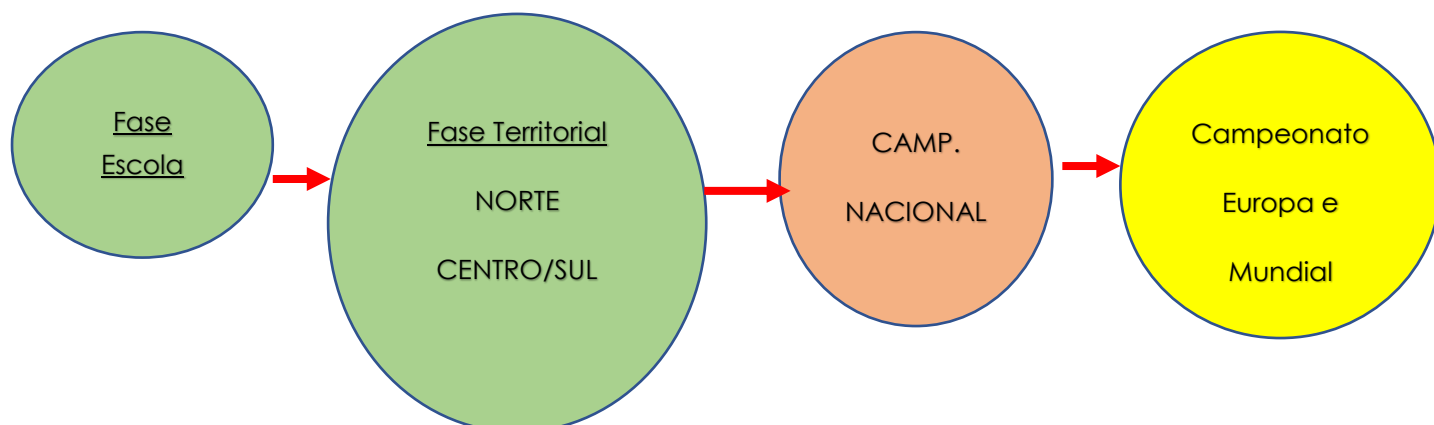 Fase
Escola
Fase Territorial
NORTE
CENTRO/SUL
CAMP.
NACIONAL
Campeonato
Europa e
Mundial